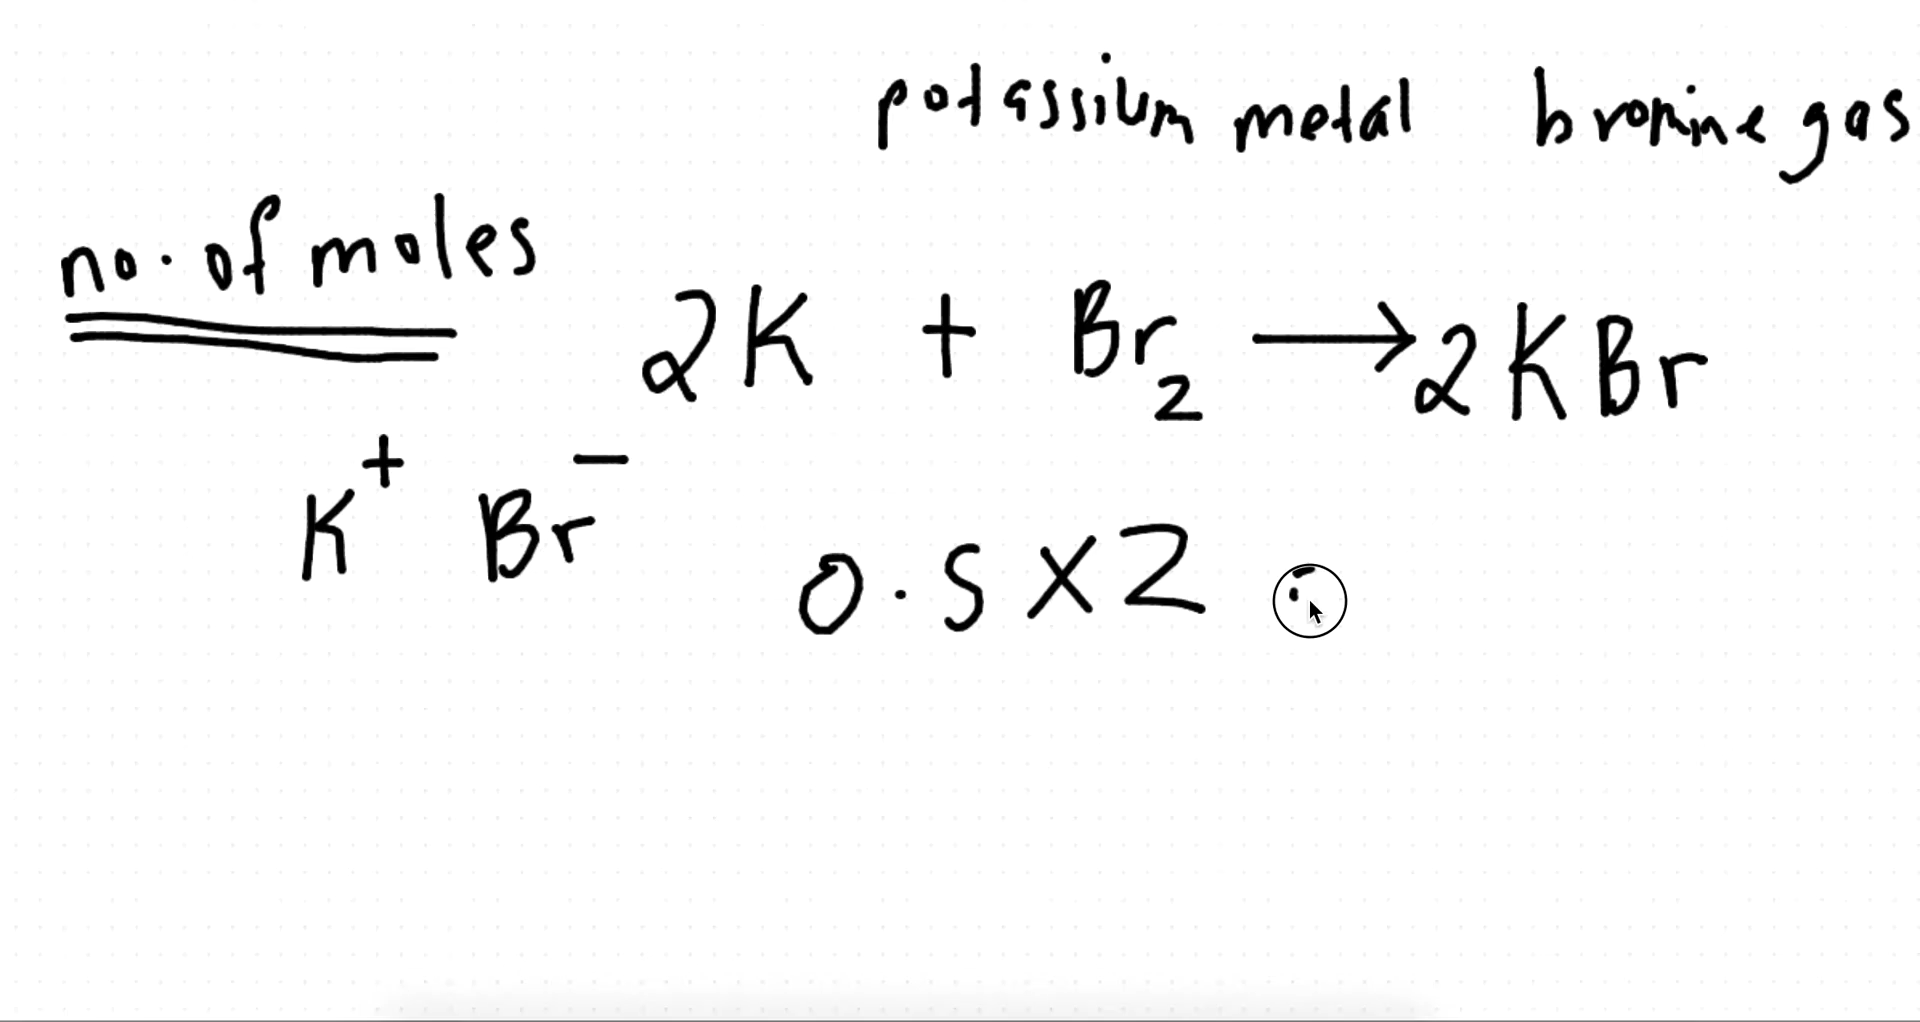 potassium metal bromine gas
no. of moles
2K + Br₂ → 2KBr
K⁺ Br⁻
0.5 × 2